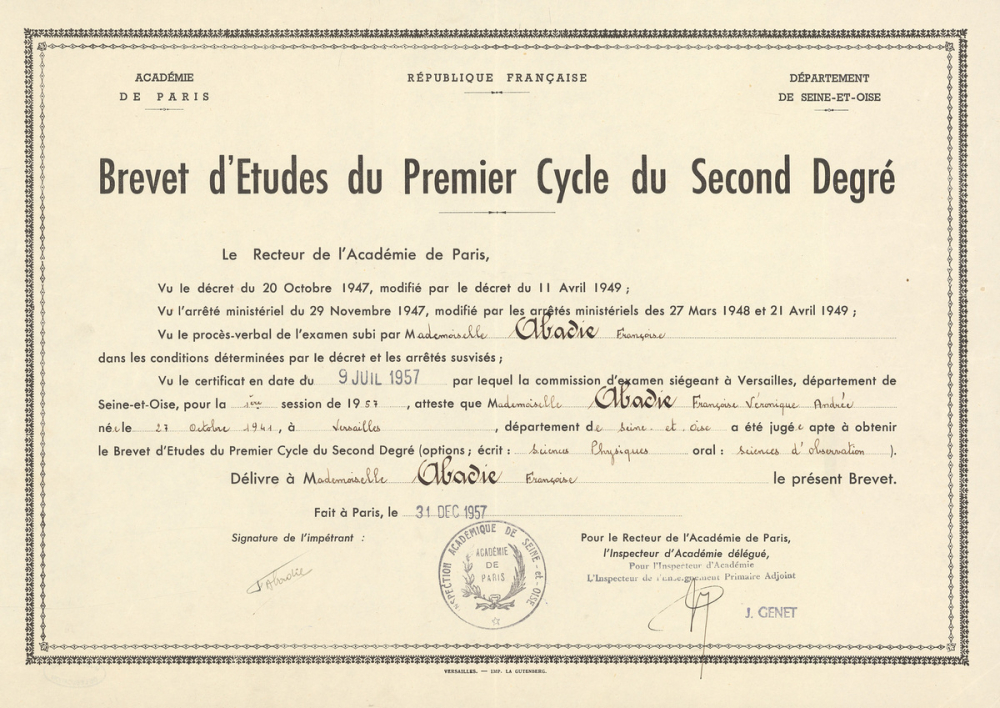 ACADÉMIE
DE PARIS
RÉPUBLIQUE FRANÇAISE
DÉPARTEMENT
DE SEINE-ET-OISE
Brevet d'Etudes du Premier Cycle du Second Degré
Le Recteur de l'Académie de Paris,
Vu le décret du 20 Octobre 1947, modifié par le décret du 11 Avril 1949 ;
Vu l'arrêté ministériel du 29 Novembre 1947, modifié par les arrêtés ministériels des 27 Mars 1948 et 21 Avril 1949 ;
Vu le procès-verbal de l'examen subi par Mademoiselle Abadie Françoise
dans les conditions déterminées par le décret et les arrêtés susvisés ;
Vu le certificat en date du 9 JUIL 1957 par lequel la commission d'examen siégeant à Versailles, département de
Seine-et-Oise, pour la 1ère session de 1957, atteste que Mademoiselle Abadie Françoise Véronique Andrée
née le 27 Octobre 1941, à Versailles, département de Seine et Oise a été jugée apte à obtenir
le Brevet d'Etudes du Premier Cycle du Second Degré (options ; écrit : Sciences Physiques oral : Sciences d'observation ).
Délivre à Mademoiselle Abadie Françoise le présent Brevet.
Fait à Paris, le 31 DEC 1957
Signature de l'impétrant :
F Abadie
INSPECTION ACADÉMIQUE DE SEINE-et-OISE
ACADÉMIE
DE
PARIS
Pour le Recteur de l'Académie de Paris,
l'Inspecteur d'Académie délégué,
Pour l'Inspecteur d'Académie
L'Inspecteur de l'enseignement Primaire Adjoint
J. GENET
VERSAILLES. — IMP. LA GUTENBERG.